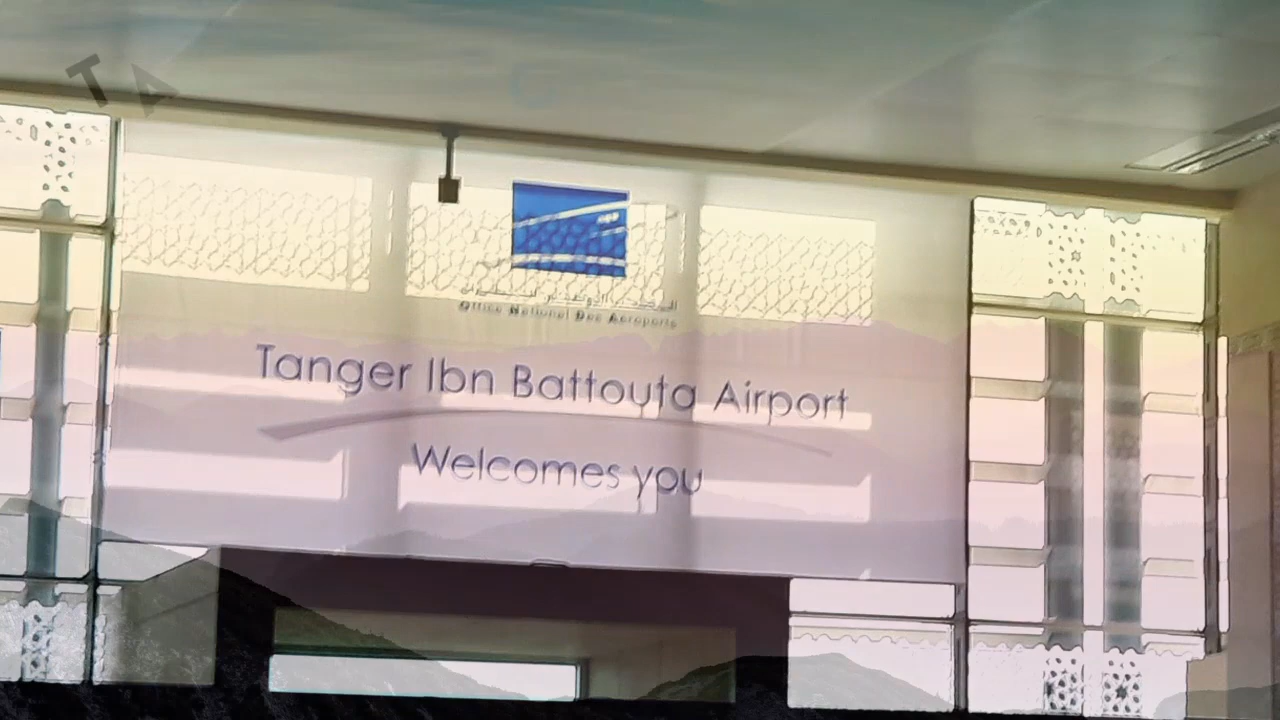 T A
Office National Des Aeroports
Tanger Ibn Battouta Airport
Welcomes you